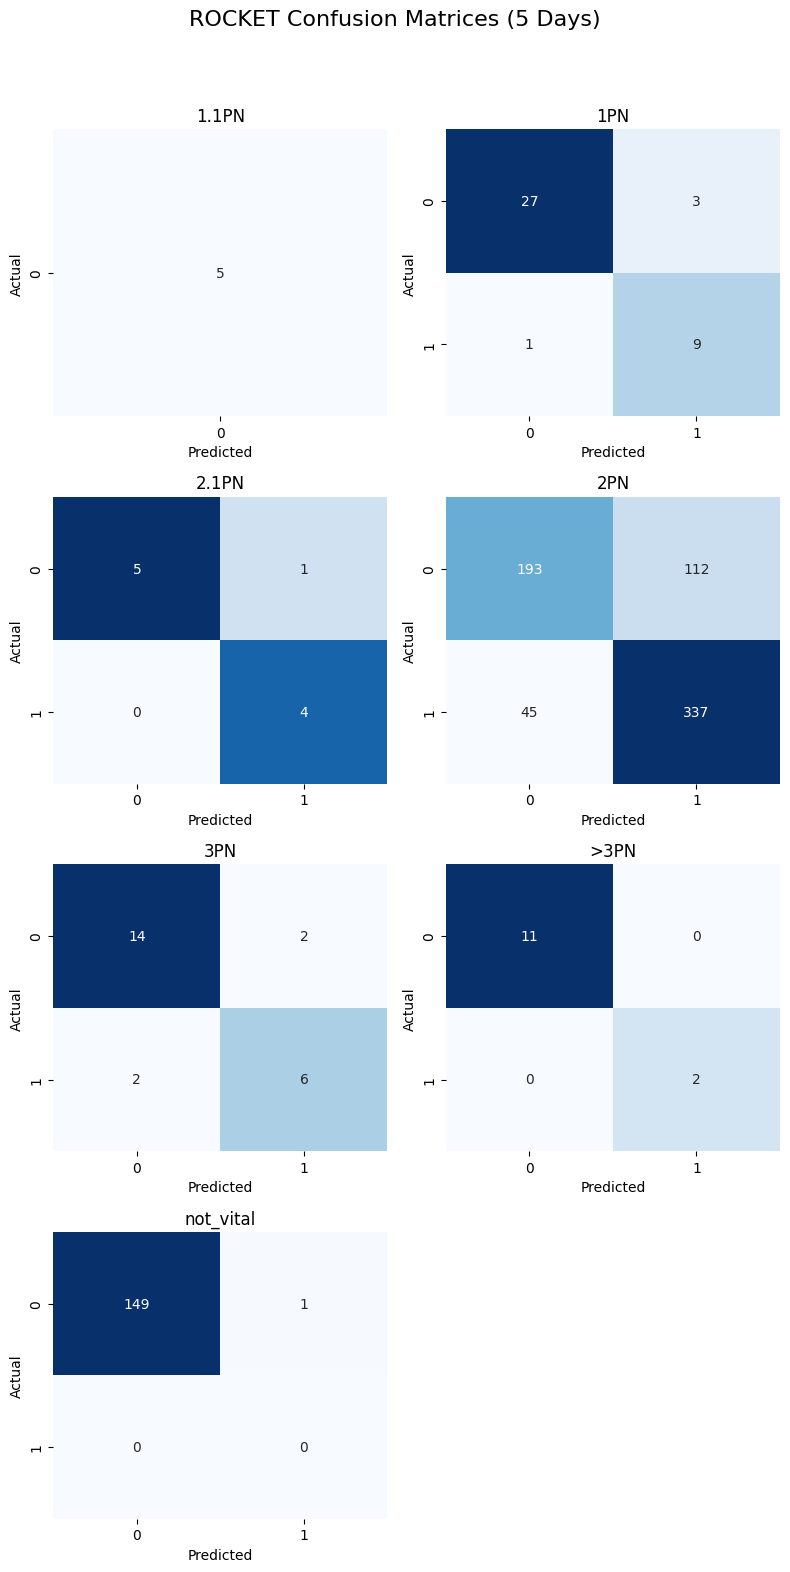 ROCKET Confusion Matrices (5 Days)
1.1PN
Actual
0
5
0
Predicted
1PN
Actual
0
27
3
1
1
9
0
1
Predicted
2.1PN
Actual
0
5
1
1
0
4
0
1
Predicted
2PN
Actual
0
193
112
1
45
337
0
1
Predicted
3PN
Actual
0
14
2
1
2
6
0
1
Predicted
>3PN
Actual
0
11
0
1
0
2
0
1
Predicted
not_vital
Actual
0
149
1
1
0
0
0
1
Predicted